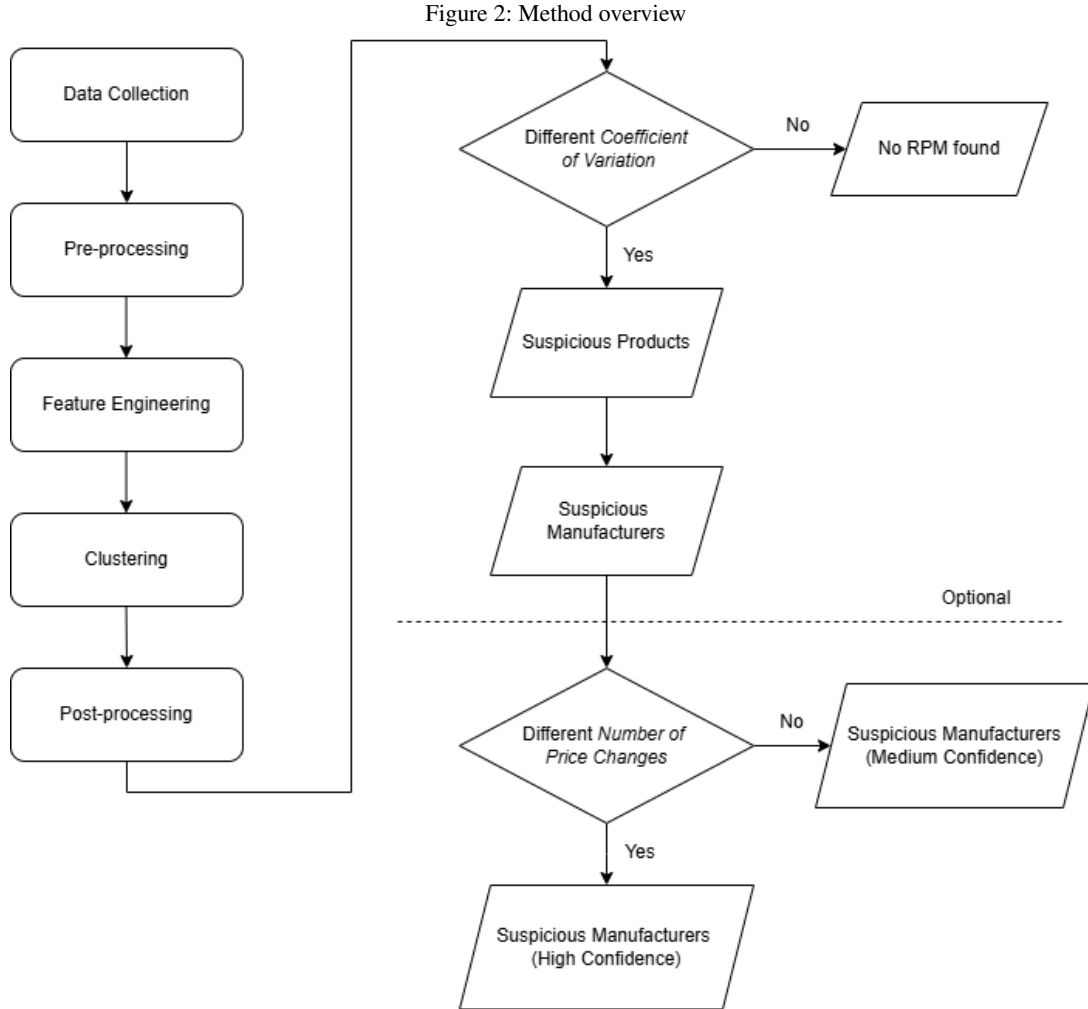 Figure 2: Method overview
Data Collection
Pre-processing
Feature Engineering
Clustering
Post-processing
Different Coefficient
of Variation
No
No RPM found
Yes
Suspicious Products
Suspicious
Manufacturers
Optional
Different Number of
Price Changes
No
Suspicious Manufacturers
(Medium Confidence)
Yes
Suspicious Manufacturers
(High Confidence)